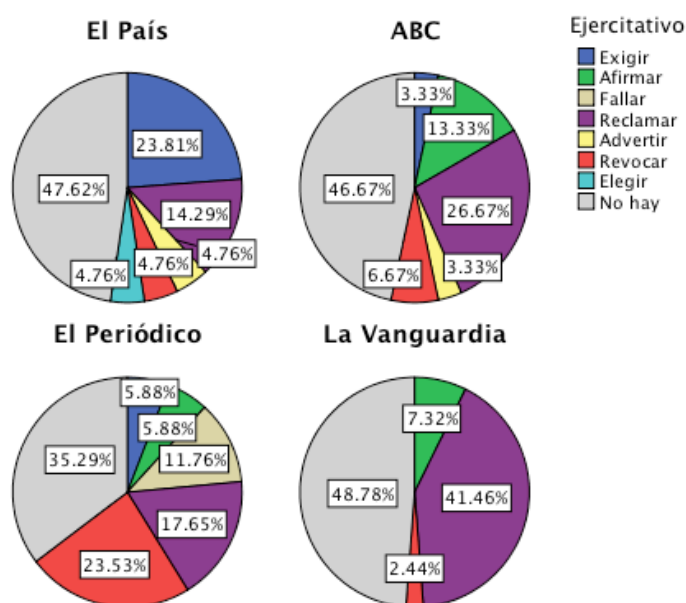 El País
23.81%
14.29%
4.76%
4.76%
4.76%
47.62%
ABC
3.33%
13.33%
26.67%
3.33%
6.67%
46.67%
Ejercitativo
Exigir
Afirmar
Fallar
Reclamar
Advertir
Revocar
Elegir
No hay
El Periódico
5.88%
5.88%
11.76%
17.65%
23.53%
35.29%
La Vanguardia
7.32%
41.46%
2.44%
48.78%